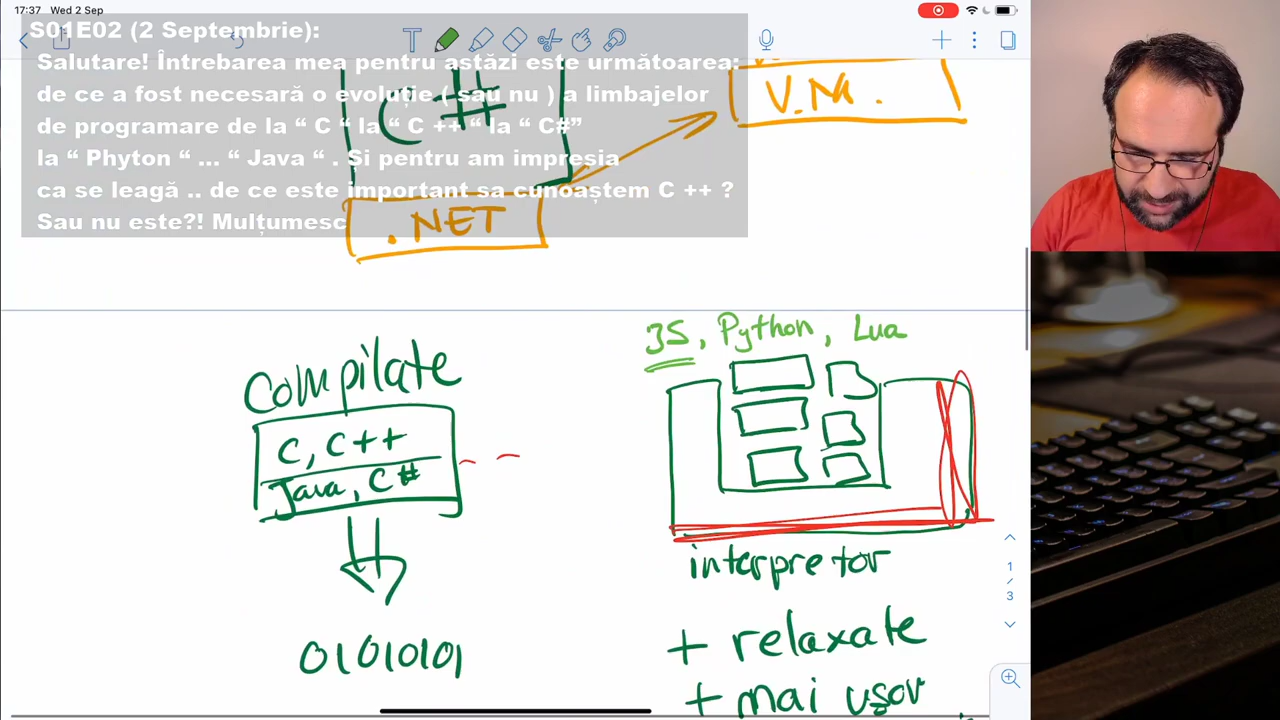 17:37 Wed 2 Sep
S01E02 (2 Septembrie):
Salutare! Întrebarea mea pentru astăzi este următoarea:
de ce a fost necesară o evoluție ( sau nu ) a limbajelor
de programare de la “ C “ la “ C ++ “ la “ C#”
la “ Phyton “ ... “ Java “ . Si pentru am impresia
ca se leagă .. de ce este important sa cunoaștem C ++ ?
Sau nu este?! Mulțumesc
C#
V.M.
.NET
JS, Python, Lua
Compilate
C, C++
Java, C#
interpretor
01010101
+ relaxate
+ mai ușor
1
/
3